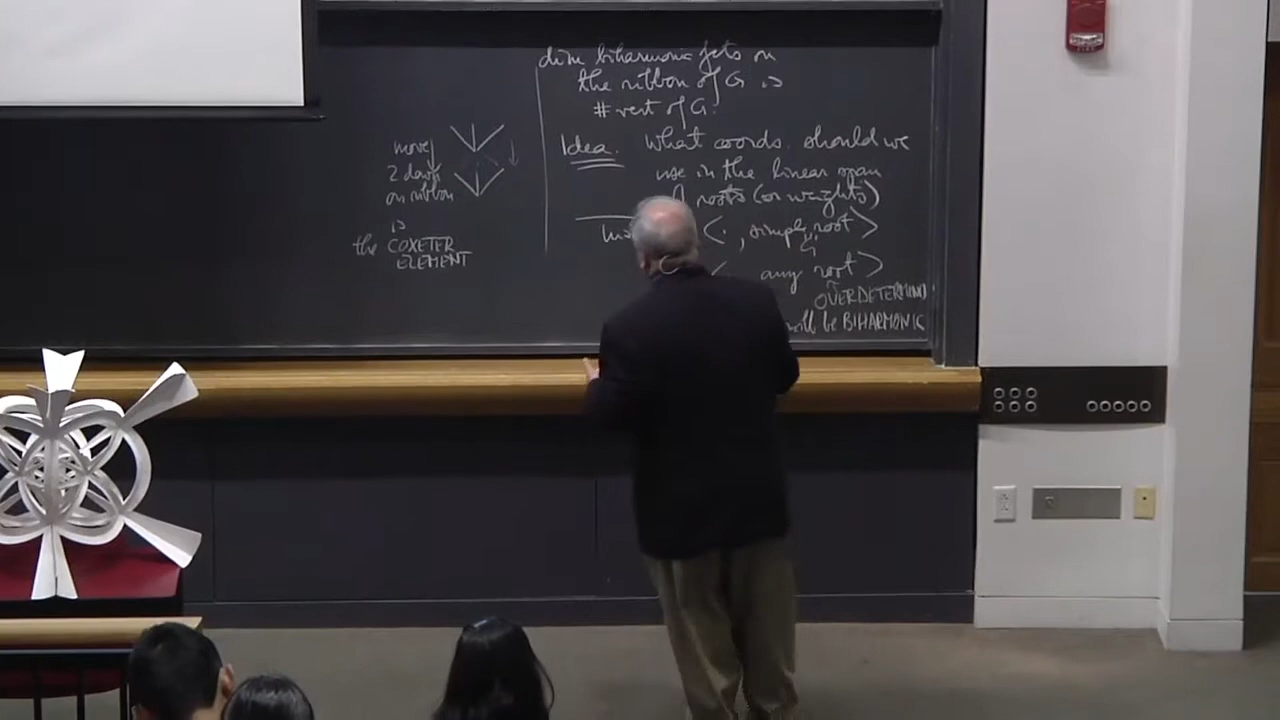 dim biharmonic fcts on
the ribbon of G is
# vert of G.
Idea. What coords. should we
use in the linear span
of roots (or weights)
< · , simple root >
any root >
OVERDETERMIND
will be BIHARMONIC
move
2 down
on ribbon
is
the COXETER
ELEMENT